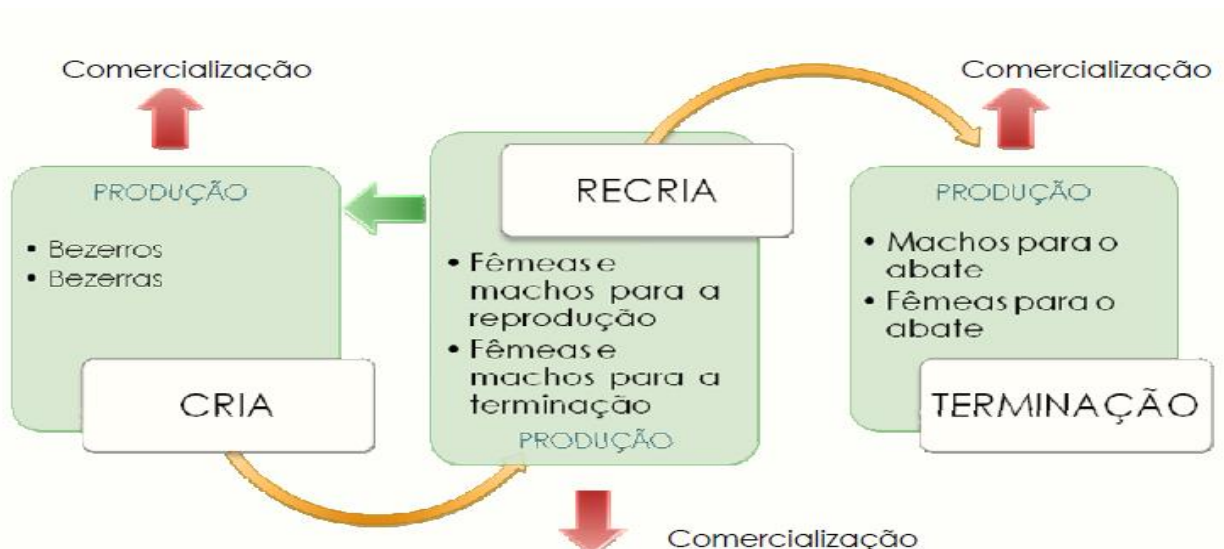 Comercialização
PRODUÇÃO
• Bezerros
• Bezerras
CRIA
RECRIA
• Fêmeas e
machos para a
reprodução
• Fêmeas e
machos para a
terminação
PRODUÇÃO
Comercialização
Comercialização
PRODUÇÃO
• Machos para o
abate
• Fêmeas para o
abate
TERMINAÇÃO